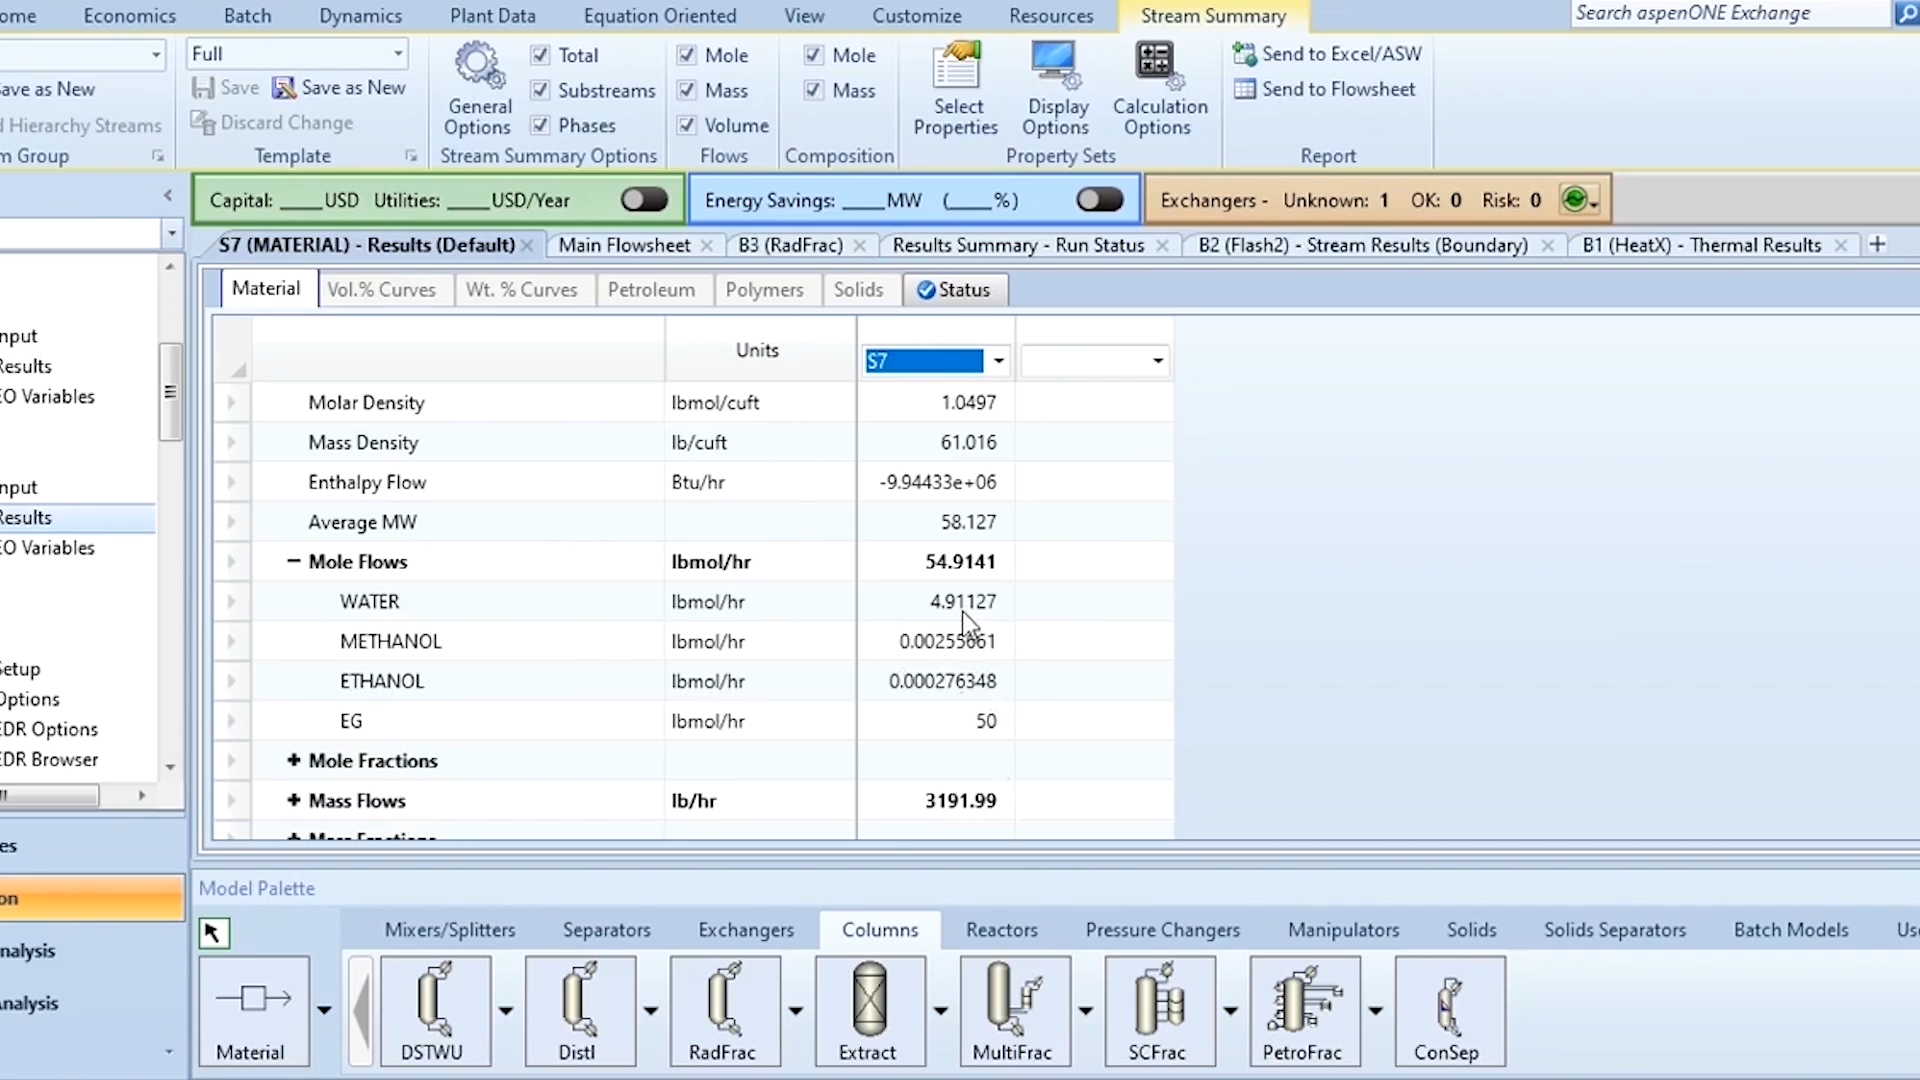 ome Economics Batch Dynamics Plant Data Equation Oriented View Customize Resources Stream Summary Search aspenONE Exchange
Full
ave as New
d Hierarchy Streams
m Group
Save Save as New
Discard Change
Template
General Options
Total
Substreams
Phases
Stream Summary Options
Mole
Mass
Volume
Flows
Mole
Mass
Composition
Select Properties
Display Options
Calculation Options
Property Sets
Send to Excel/ASW
Send to Flowsheet
Report
Capital: ____USD Utilities: ____USD/Year
Energy Savings: ____MW (____%)
Exchangers - Unknown: 1 OK: 0 Risk: 0
S7 (MATERIAL) - Results (Default) Main Flowsheet B3 (RadFrac) Results Summary - Run Status B2 (Flash2) - Stream Results (Boundary) B1 (HeatX) - Thermal Results
Material Vol.% Curves Wt. % Curves Petroleum Polymers Solids Status
nput
Results
EO Variables
nput
Results
EO Variables
Setup
Options
EDR Options
EDR Browser
es
on
nalysis
nalysis
Units S7
Molar Density lbmol/cuft 1.0497
Mass Density lb/cuft 61.016
Enthalpy Flow Btu/hr -9.94433e+06
Average MW 58.127
Mole Flows lbmol/hr 54.9141
WATER lbmol/hr 4.91127
METHANOL lbmol/hr
ETHANOL lbmol/hr 0.000276348
EG lbmol/hr 50
Mole Fractions
Mass Flows lb/hr 3191.99
Model Palette
Mixers/Splitters Separators Exchangers Columns Reactors Pressure Changers Manipulators Solids Solids Separators Batch Models
Material DSTWU Distl RadFrac Extract MultiFrac SCFrac PetroFrac ConSep